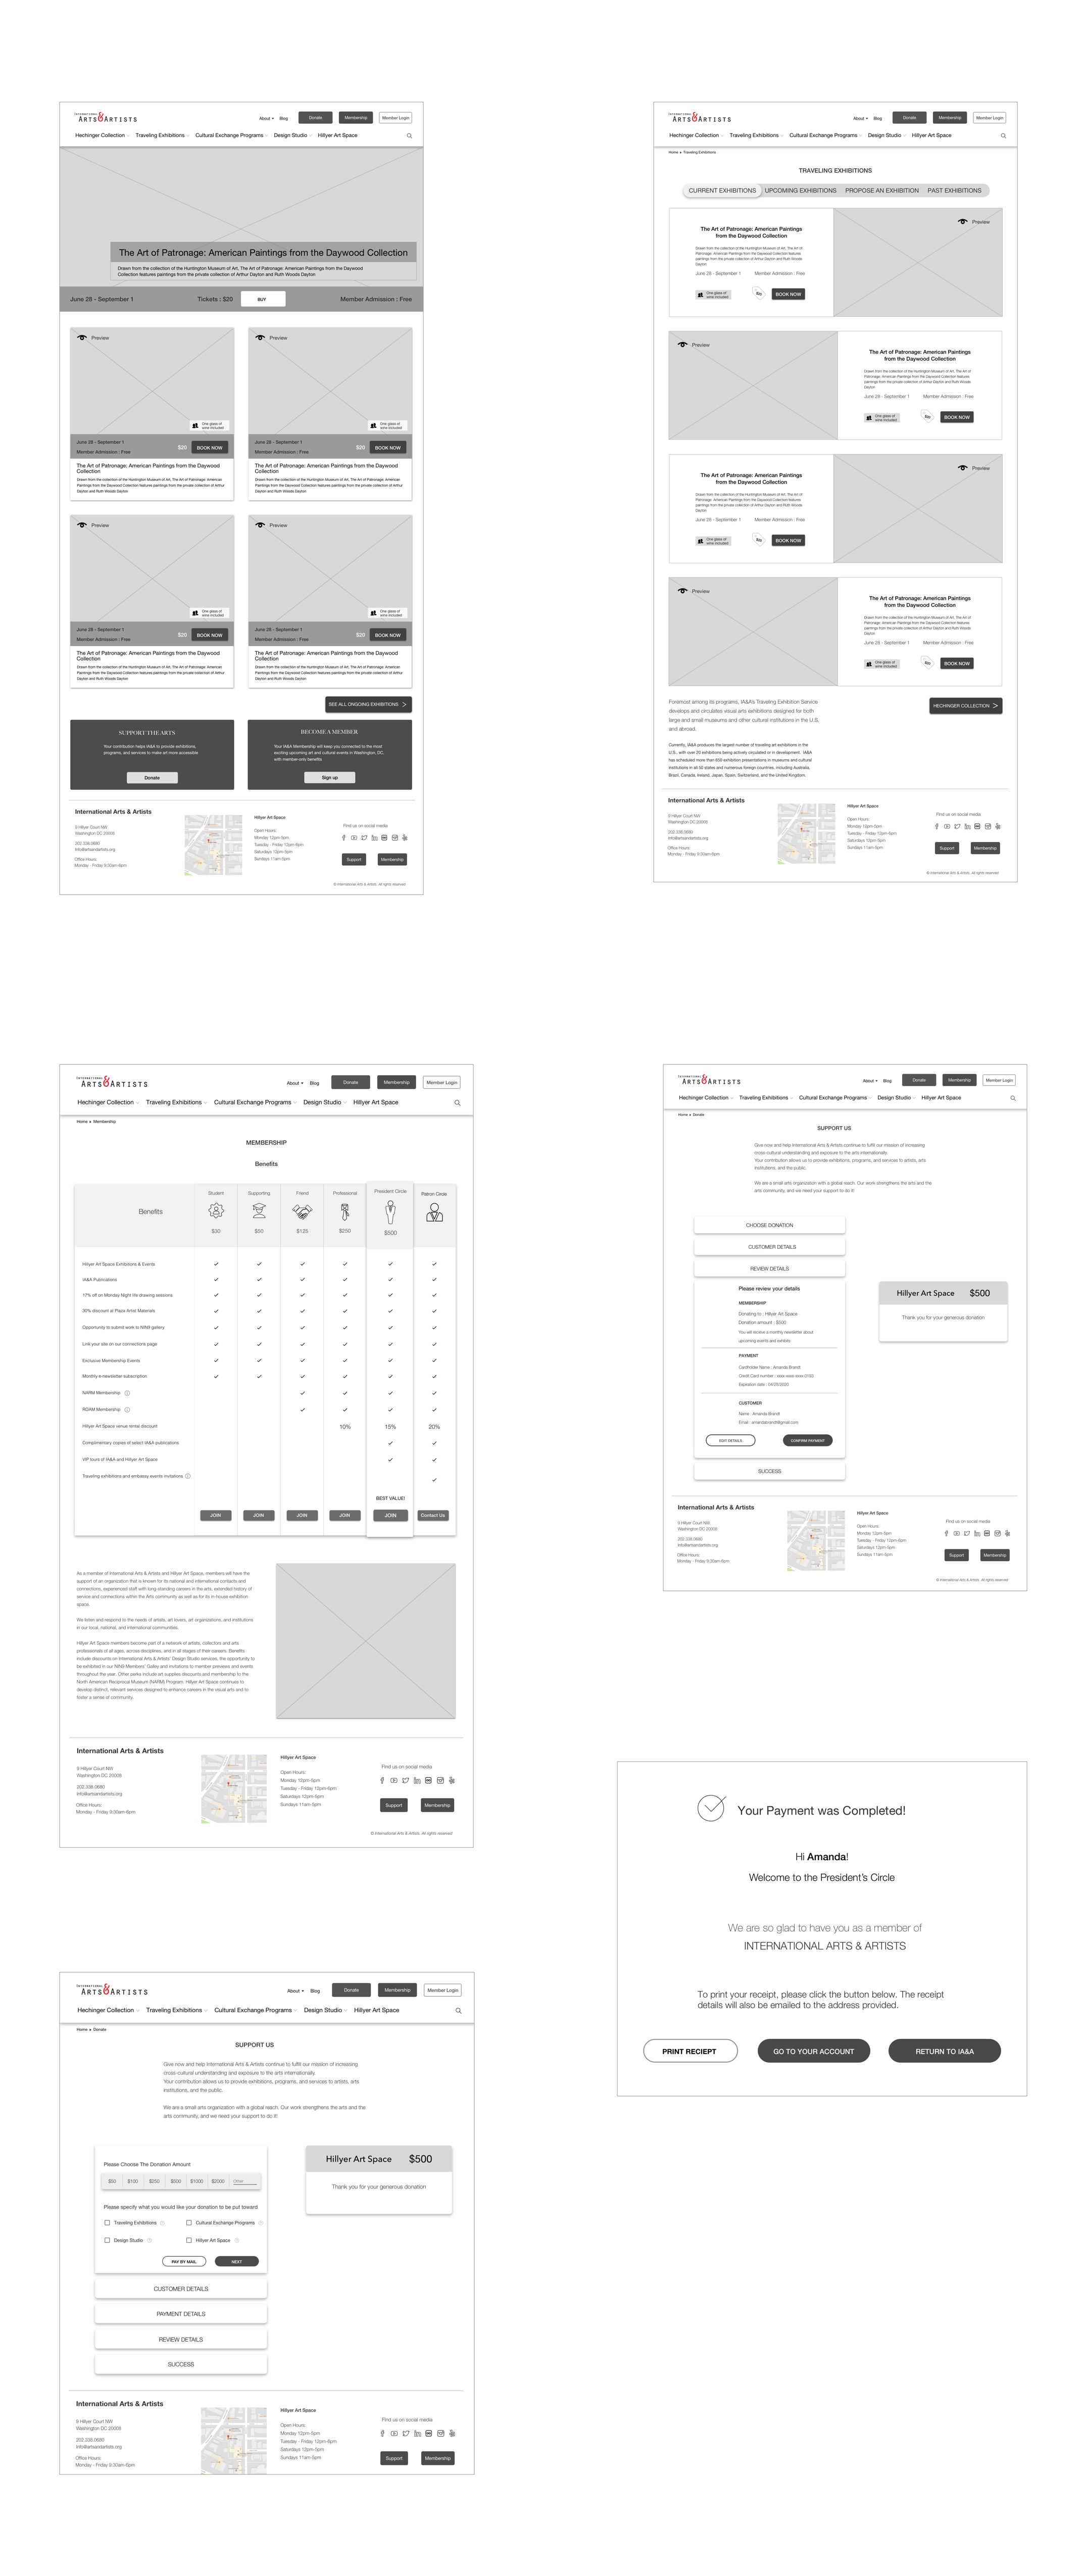 INTERNATIONAL
ARTS&ARTISTS
About
Blog
Donate
Membership
Member Login
Hechinger Collection
Traveling Exhibitions
Cultural Exchange Programs
Design Studio
Hillyer Art Space
The Art of Patronage: American Paintings from the Daywood Collection
Drawn from the collection of the Huntington Museum of Art, The Art of Patronage: American Paintings from the Daywood
Collection features paintings from the private collection of Arthur Dayton and Ruth Woods Dayton
June 28 - September 1
Tickets : $20
BUY
Member Admission : Free
Preview
One glass of
wine included
June 28 - September 1
Member Admission : Free
$20
BOOK NOW
The Art of Patronage: American Paintings from the Daywood
Collection
Drawn from the collection of the Huntington Museum of Art, The Art of Patronage: American
Paintings from the Daywood Collection features paintings from the private collection of Arthur
Dayton and Ruth Woods Dayton
Preview
One glass of
wine included
June 28 - September 1
Member Admission : Free
$20
BOOK NOW
The Art of Patronage: American Paintings from the Daywood
Collection
Drawn from the collection of the Huntington Museum of Art, The Art of Patronage: American
Paintings from the Daywood Collection features paintings from the private collection of Arthur
Dayton and Ruth Woods Dayton
Preview
One glass of
wine included
June 28 - September 1
Member Admission : Free
$20
BOOK NOW
The Art of Patronage: American Paintings from the Daywood
Collection
Drawn from the collection of the Huntington Museum of Art, The Art of Patronage: American
Paintings from the Daywood Collection features paintings from the private collection of Arthur
Dayton and Ruth Woods Dayton
Preview
One glass of
wine included
June 28 - September 1
Member Admission : Free
$20
BOOK NOW
The Art of Patronage: American Paintings from the Daywood
Collection
Drawn from the collection of the Huntington Museum of Art, The Art of Patronage: American
Paintings from the Daywood Collection features paintings from the private collection of Arthur
Dayton and Ruth Woods Dayton
SEE ALL ONGOING EXHIBITIONS
SUPPORT THE ARTS
Your contribution helps IA&A to provide exhibitions,
programs, and services to make art more accessible
Donate
BECOME A MEMBER
Your IA&A Membership will keep you connected to the most
exciting upcoming art and cultural events in Washington, DC.
with member-only benefits
Sign up
International Arts & Artists
9 Hillyer Court NW
Washington DC 20008
202.338.0680
Info@artsandartists.org
Office Hours:
Monday - Friday 9:30am-6pm
Hillyer Art Space
Open Hours:
Monday 12pm-5pm
Tuesday - Friday 12pm-6pm
Saturdays 12pm-5pm
Sundays 11am-5pm
Find us on social media
Support
Membership
© International Arts & Artists. All rights reserved
INTERNATIONAL
ARTS&ARTISTS
About
Blog
Donate
Membership
Member Login
Hechinger Collection
Traveling Exhibitions
Cultural Exchange Programs
Design Studio
Hillyer Art Space
Home
Traveling Exhibitions
TRAVELING EXHIBITIONS
CURRENT EXHIBITIONS
UPCOMING EXHIBITIONS
PROPOSE AN EXHIBITION
PAST EXHIBITIONS
The Art of Patronage: American Paintings
from the Daywood Collection
Drawn from the collection of the Huntington Museum of Art, The Art of
Patronage: American Paintings from the Daywood Collection features
paintings from the private collection of Arthur Dayton and Ruth Woods
Dayton
June 28 - September 1
Member Admission : Free
One glass of
wine included
$20
BOOK NOW
Preview
Preview
The Art of Patronage: American Paintings
from the Daywood Collection
Drawn from the collection of the Huntington Museum of Art, The Art of
Patronage: American Paintings from the Daywood Collection features
paintings from the private collection of Arthur Dayton and Ruth Woods
Dayton
June 28 - September 1
Member Admission : Free
One glass of
wine included
$20
BOOK NOW
The Art of Patronage: American Paintings
from the Daywood Collection
Drawn from the collection of the Huntington Museum of Art, The Art of
Patronage: American Paintings from the Daywood Collection features
paintings from the private collection of Arthur Dayton and Ruth Woods
Dayton
June 28 - September 1
Member Admission : Free
One glass of
wine included
$20
BOOK NOW
Preview
Preview
The Art of Patronage: American Paintings
from the Daywood Collection
Drawn from the collection of the Huntington Museum of Art, The Art of
Patronage: American Paintings from the Daywood Collection features
paintings from the private collection of Arthur Dayton and Ruth Woods
Dayton
June 28 - September 1
Member Admission : Free
One glass of
wine included
$20
BOOK NOW
Foremost among its programs, IA&A's Traveling Exhibition Service
develops and circulates visual arts exhibitions designed for both
large and small museums and other cultural institutions in the U.S.
and abroad.
HECHINGER COLLECTION
Currently, IA&A produces the largest number of traveling art exhibitions in the
U.S., with over 20 exhibitions being actively circulated or in development. IA&A
has scheduled more than 650 exhibition presentations in museums and cultural
institutions in all 50 states and numerous foreign countries, including Australia,
Brazil, Canada, Ireland, Japan, Spain, Switzerland, and the United Kingdom.
International Arts & Artists
9 Hillyer Court NW
Washington DC 20008
202.338.0680
Info@artsandartists.org
Office Hours:
Monday - Friday 9:30am-6pm
Hillyer Art Space
Open Hours:
Monday 12pm-5pm
Tuesday - Friday 12pm-6pm
Saturdays 12pm-5pm
Sundays 11am-5pm
Find us on social media
Support
Membership
© International Arts & Artists. All rights reserved
INTERNATIONAL
ARTS&ARTISTS
About
Blog
Donate
Membership
Member Login
Hechinger Collection
Traveling Exhibitions
Cultural Exchange Programs
Design Studio
Hillyer Art Space
Home
Membership
MEMBERSHIP
Benefits
Benefits
Student
Supporting
Friend
Professional
President Circle
Patron Circle
$30
$50
$125
$250
$500
Hillyer Art Space Exhibitions & Events
IA&A Publications
17% off on Monday Night life drawing sessions
30% discount at Plaza Artist Materials
Opportunity to submit work to NIN9 gallery
Link your site on our connections page
Exclusive Membership Events
Monthly e-newsletter subscription
NARM Membership
ROAM Membership
Hillyer Art Space venue rental discount
10%
15%
20%
Complimentary copies of select IA&A publications
VIP tours of IA&A and Hillyer Art Space
Traveling exhibitions and embassy events invitations
BEST VALUE!
JOIN
JOIN
JOIN
JOIN
JOIN
Contact Us
As a member of International Arts & Artists and Hillyer Art Space, members will have the
support of an organization that is known for its national and international contacts and
connections, experienced staff with long-standing careers in the arts, extended history of
service and connections within the Arts community as well as for its in-house exhibition
space.
We listen and respond to the needs of artists, art lovers, art organizations, and institutions
in our local, national, and international communities.
Hillyer Art Space members become part of a network of artists, collectors and arts
professionals of all ages, across disciplines, and in all stages of their careers. Benefits
include discounts on International Arts & Artists' Design Studio services, the opportunity to
be exhibited in our NIN9 Members' Galley and invitations to member previews and events
throughout the year. Other perks include art supplies discounts and membership to the
North American Reciprocal Museum (NARM) Program. Hillyer Art Space continues to
develop distinct, relevant services designed to enhance careers in the visual arts and to
foster a sense of community.
International Arts & Artists
9 Hillyer Court NW
Washington DC 20008
202.338.0680
Info@artsandartists.org
Office Hours:
Monday - Friday 9:30am-6pm
Hillyer Art Space
Open Hours:
Monday 12pm-5pm
Tuesday - Friday 12pm-6pm
Saturdays 12pm-5pm
Sundays 11am-5pm
Find us on social media
Support
Membership
© International Arts & Artists. All rights reserved
INTERNATIONAL
ARTS&ARTISTS
About
Blog
Donate
Membership
Member Login
Hechinger Collection
Traveling Exhibitions
Cultural Exchange Programs
Design Studio
Hillyer Art Space
Home
Donate
SUPPORT US
Give now and help International Arts & Artists continue to fulfill our mission of increasing
cross-cultural understanding and exposure to the arts internationally.
Your contribution allows us to provide exhibitions, programs, and services to artists, arts
institutions, and the public.
We are a small arts organization with a global reach. Our work strengthens the arts and the
arts community, and we need your support to do it!
CHOOSE DONATION
CUSTOMER DETAILS
REVIEW DETAILS
Please review your details
MEMBERSHIP
Donating to : Hillyer Art Space
Donation amount : $500
You will receive a monthly newsletter about
upcoming events and exhibits
PAYMENT
Cardholder Name : Amanda Brandt
Credit Card number : xxxx-xxxx-xxxx-0193
Expiration date : 04/28/2020
CUSTOMER
Name : Amanda Brandt
Email : amandabrandt@gmail.com
EDIT DETAILS
CONFIRM PAYMENT
SUCCESS
Hillyer Art Space
$500
Thank you for your generous donation
International Arts & Artists
9 Hillyer Court NW
Washington DC 20008
202.338.0680
Info@artsandartists.org
Office Hours:
Monday - Friday 9:30am-6pm
Hillyer Art Space
Open Hours:
Monday 12pm-5pm
Tuesday - Friday 12pm-6pm
Saturdays 12pm-5pm
Sundays 11am-5pm
Find us on social media
Support
Membership
© International Arts & Artists. All rights reserved
Your Payment was Completed!
Hi Amanda!
Welcome to the President's Circle
We are so glad to have you as a member of
INTERNATIONAL ARTS & ARTISTS
To print your receipt, please click the button below. The receipt
details will also be emailed to the address provided.
PRINT RECIEPT
GO TO YOUR ACCOUNT
RETURN TO IA&A
INTERNATIONAL
ARTS&ARTISTS
About
Blog
Donate
Membership
Member Login
Hechinger Collection
Traveling Exhibitions
Cultural Exchange Programs
Design Studio
Hillyer Art Space
Home
Donate
SUPPORT US
Give now and help International Arts & Artists continue to fulfill our mission of increasing
cross-cultural understanding and exposure to the arts internationally.
Your contribution allows us to provide exhibitions, programs, and services to artists, arts
institutions, and the public.
We are a small arts organization with a global reach. Our work strengthens the arts and the
arts community, and we need your support to do it!
Please Choose The Donation Amount
$50
$100
$250
$500
$1000
$2000
Other
Please specify what you would like your donation to be put toward
Traveling Exhibitions
Cultural Exchange Programs
Design Studio
Hillyer Art Space
PAY BY MAIL
NEXT
CUSTOMER DETAILS
PAYMENT DETAILS
REVIEW DETAILS
SUCCESS
Hillyer Art Space
$500
Thank you for your generous donation
International Arts & Artists
9 Hillyer Court NW
Washington DC 20008
202.338.0680
Info@artsandartists.org
Office Hours:
Monday - Friday 9:30am-6pm
Hillyer Art Space
Open Hours:
Monday 12pm-5pm
Tuesday - Friday 12pm-6pm
Saturdays 12pm-5pm
Sundays 11am-5pm
Find us on social media
Support
Membership